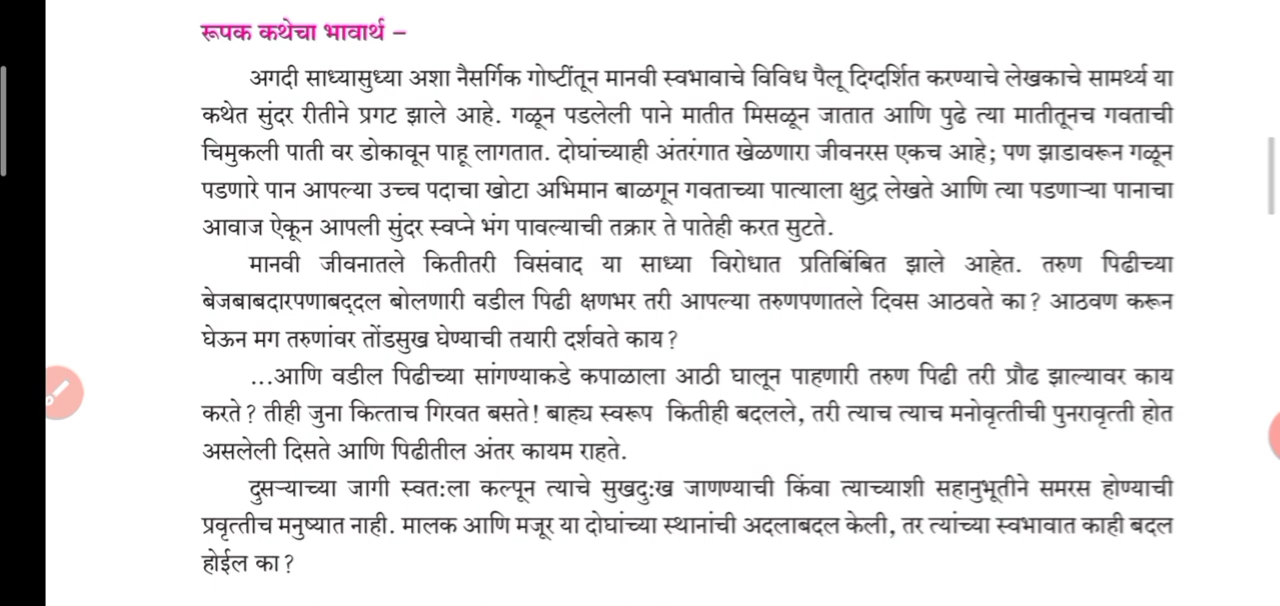 रूपक कथेचा भावार्थ –
अगदी साध्यासुध्या अशा नैसर्गिक गोष्टींतून मानवी स्वभावाचे विविध पैलू दिग्दर्शित करण्याचे लेखकाचे सामर्थ्य या
कथेत सुंदर रीतीने प्रगट झाले आहे. गळून पडलेली पाने मातीत मिसळून जातात आणि पुढे त्या मातीतूनच गवताची
चिमुकली पाती वर डोकावून पाहू लागतात. दोघांच्याही अंतरंगात खेळणारा जीवनरस एकच आहे; पण झाडावरून गळून
पडणारे पान आपल्या उच्च पदाचा खोटा अभिमान बाळगून गवताच्या पात्याला क्षुद्र लेखते आणि त्या पडणाऱ्या पानाचा
आवाज ऐकून आपली सुंदर स्वप्ने भंग पावल्याची तक्रार ते पातेही करत सुटते.
मानवी जीवनातले कितीतरी विसंवाद या साध्या विरोधात प्रतिबिंबित झाले आहेत. तरुण पिढीच्या
बेजबाबदारपणाबद्दल बोलणारी वडील पिढी क्षणभर तरी आपल्या तरुणपणातले दिवस आठवते का? आठवण करून
घेऊन मग तरुणांवर तोंडसुख घेण्याची तयारी दर्शवते काय?
...आणि वडील पिढीच्या सांगण्याकडे कपाळाला आठी घालून पाहणारी तरुण पिढी तरी प्रौढ झाल्यावर काय
करते? तीही जुना कित्ताच गिरवत बसते! बाह्य स्वरूप कितीही बदलले, तरी त्याच त्याच मनोवृत्तीची पुनरावृत्ती होत
असलेली दिसते आणि पिढीतील अंतर कायम राहते.
दुसऱ्याच्या जागी स्वतःला कल्पून त्याचे सुखदुःख जाणण्याची किंवा त्याच्याशी सहानुभूतीने समरस होण्याची
प्रवृत्तीच मनुष्यात नाही. मालक आणि मजूर या दोघांच्या स्थानांची अदलाबदल केली, तर त्यांच्या स्वभावात काही बदल
होईल का?